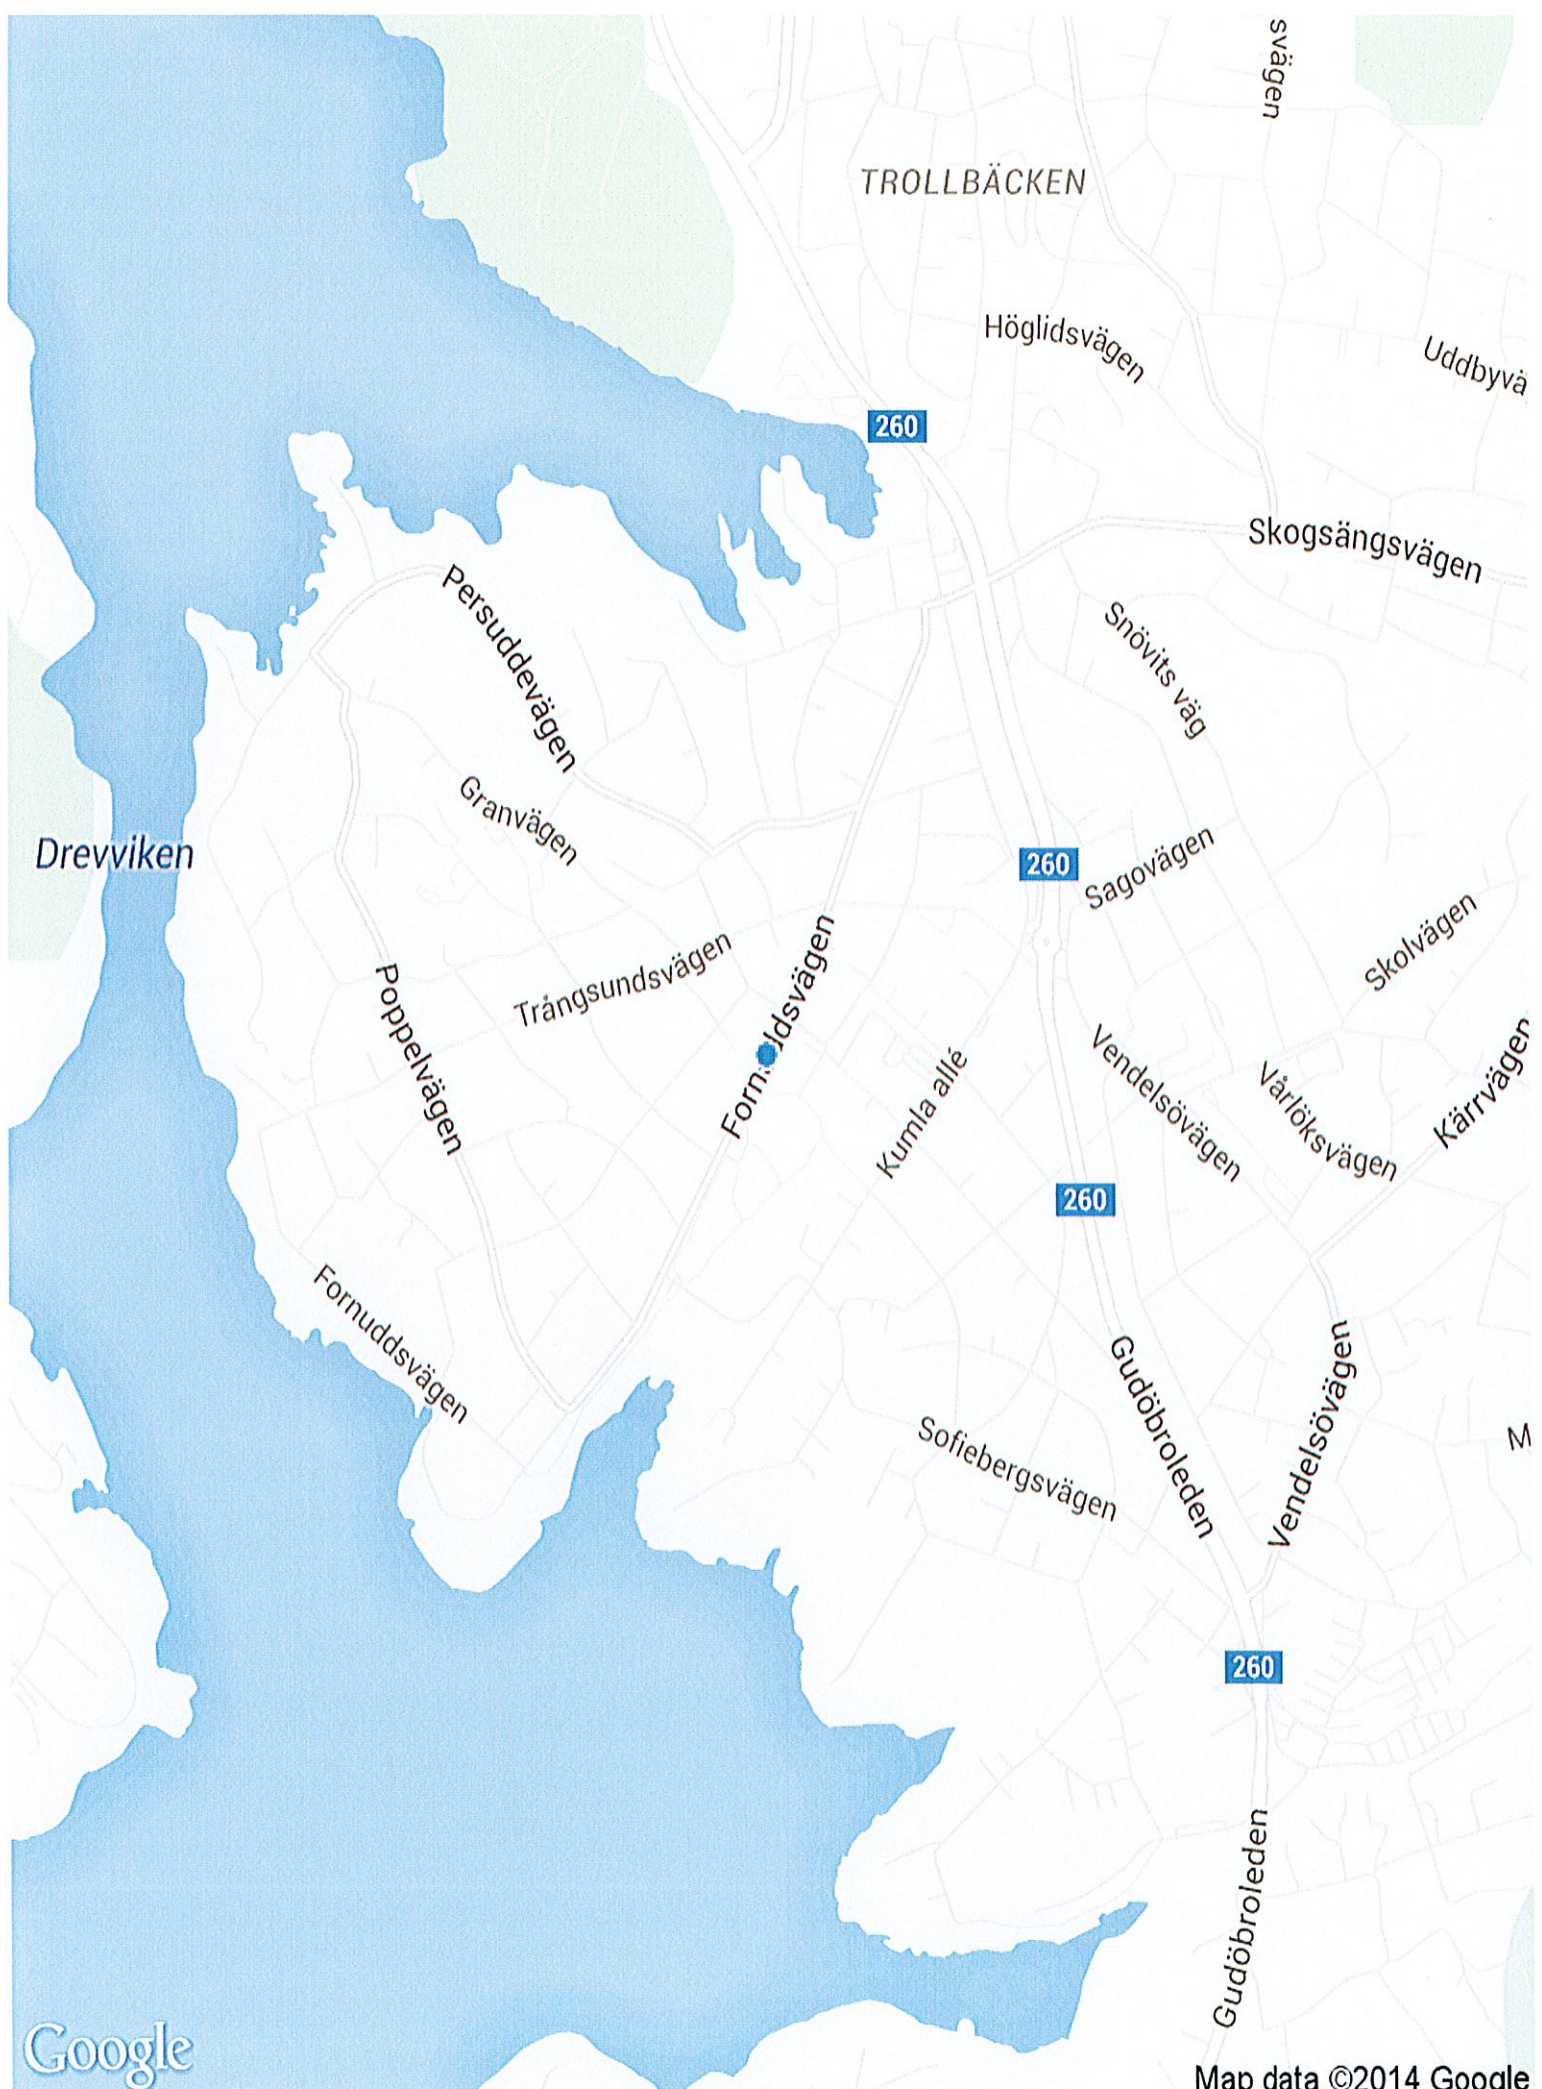 svägen
TROLLBÄCKEN
Höglidsvägen
Uddbyvä
260
Skogsängsvägen
Persuddevägen
Snövits väg
Granvägen
Drevviken
260
Sagovägen
Skolvägen
Trångsundsvägen
Fornuddsvägen
Poppelvägen
Kumla allé
Vendelsövägen
Vårlöksvägen
Kärrvägen
260
Fornuddsvägen
Gudöbroleden
Vendelsövägen
Sofiebergsvägen
M
260
Gudöbroleden
Google
Map data ©2014 Google